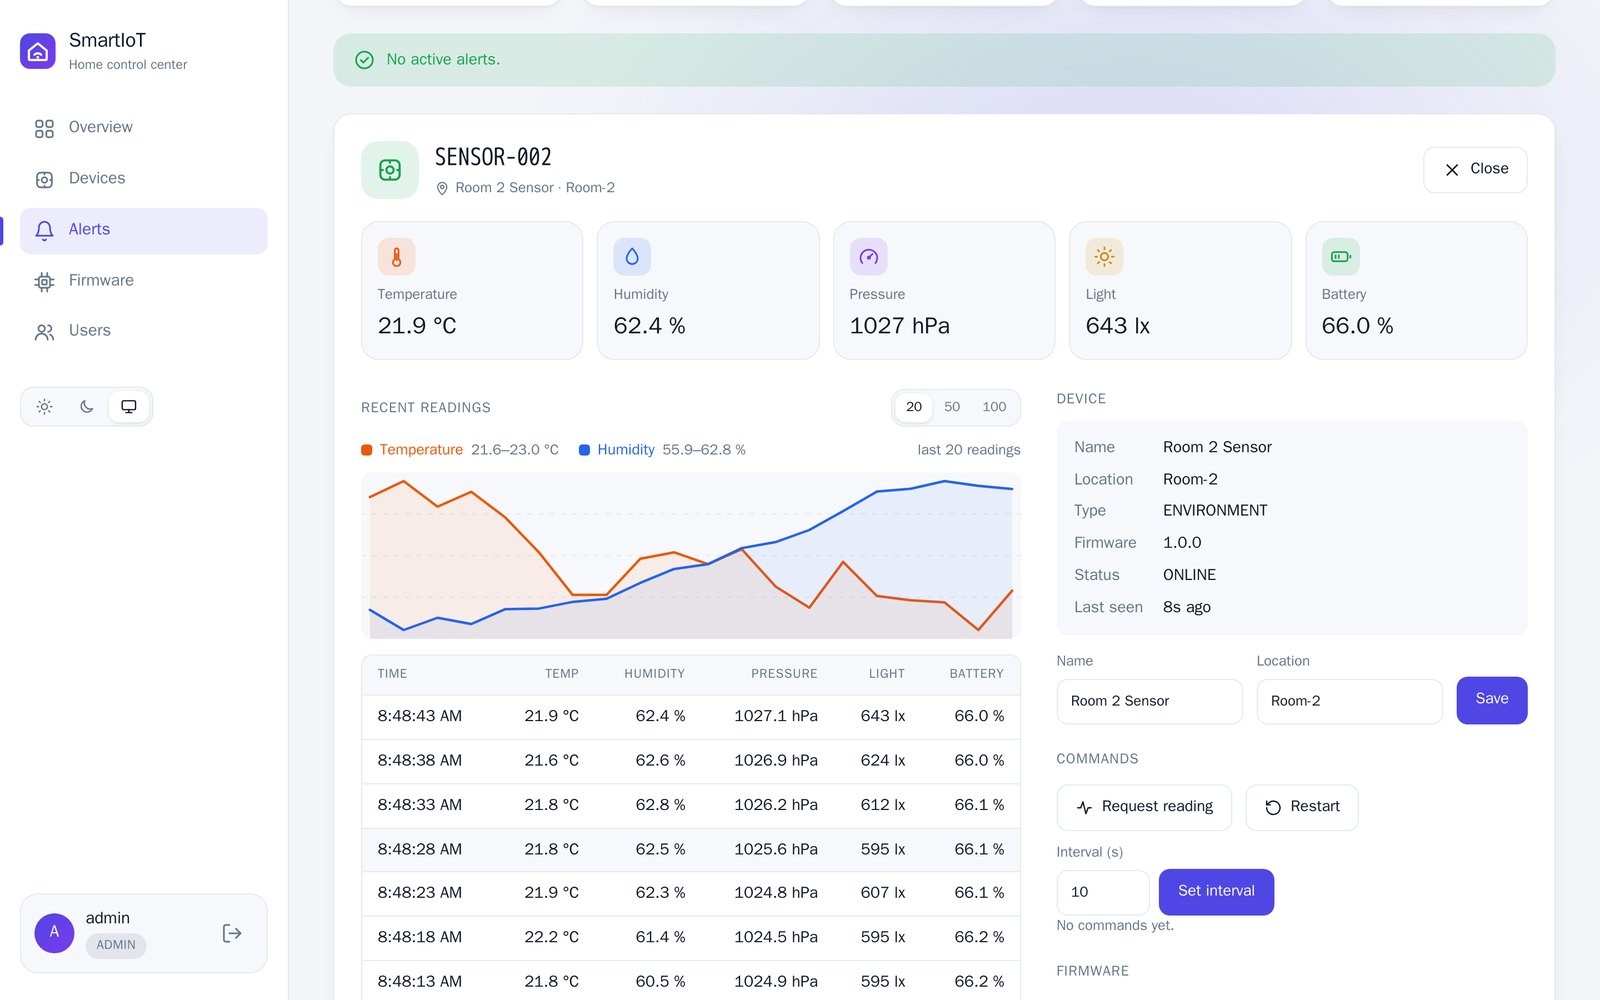 SmartIoT
Home control center
Overview
Devices
Alerts
Firmware
Users
A
admin
ADMIN
No active alerts.
SENSOR-002
Room 2 Sensor · Room-2
Close
Temperature
21.9 °C
Humidity
62.4 %
Pressure
1027 hPa
Light
643 lx
Battery
66.0 %
RECENT READINGS
20 50 100
Temperature 21.6–23.0 °C Humidity 55.9–62.8 % last 20 readings
TIME TEMP HUMIDITY PRESSURE LIGHT BATTERY
8:48:43 AM 21.9 °C 62.4 % 1027.1 hPa 643 lx 66.0 %
8:48:38 AM 21.6 °C 62.6 % 1026.9 hPa 624 lx 66.0 %
8:48:33 AM 21.8 °C 62.8 % 1026.2 hPa 612 lx 66.1 %
8:48:28 AM 21.8 °C 62.5 % 1025.6 hPa 595 lx 66.1 %
8:48:23 AM 21.9 °C 62.3 % 1024.8 hPa 607 lx 66.1 %
8:48:18 AM 22.2 °C 61.4 % 1024.5 hPa 595 lx 66.2 %
8:48:13 AM 21.8 °C 60.5 % 1024.9 hPa 595 lx 66.2 %
DEVICE
Name Room 2 Sensor
Location Room-2
Type ENVIRONMENT
Firmware 1.0.0
Status ONLINE
Last seen 8s ago
Name Location
Room 2 Sensor Room-2 Save
COMMANDS
Request reading Restart
Interval (s)
10 Set interval
No commands yet.
FIRMWARE